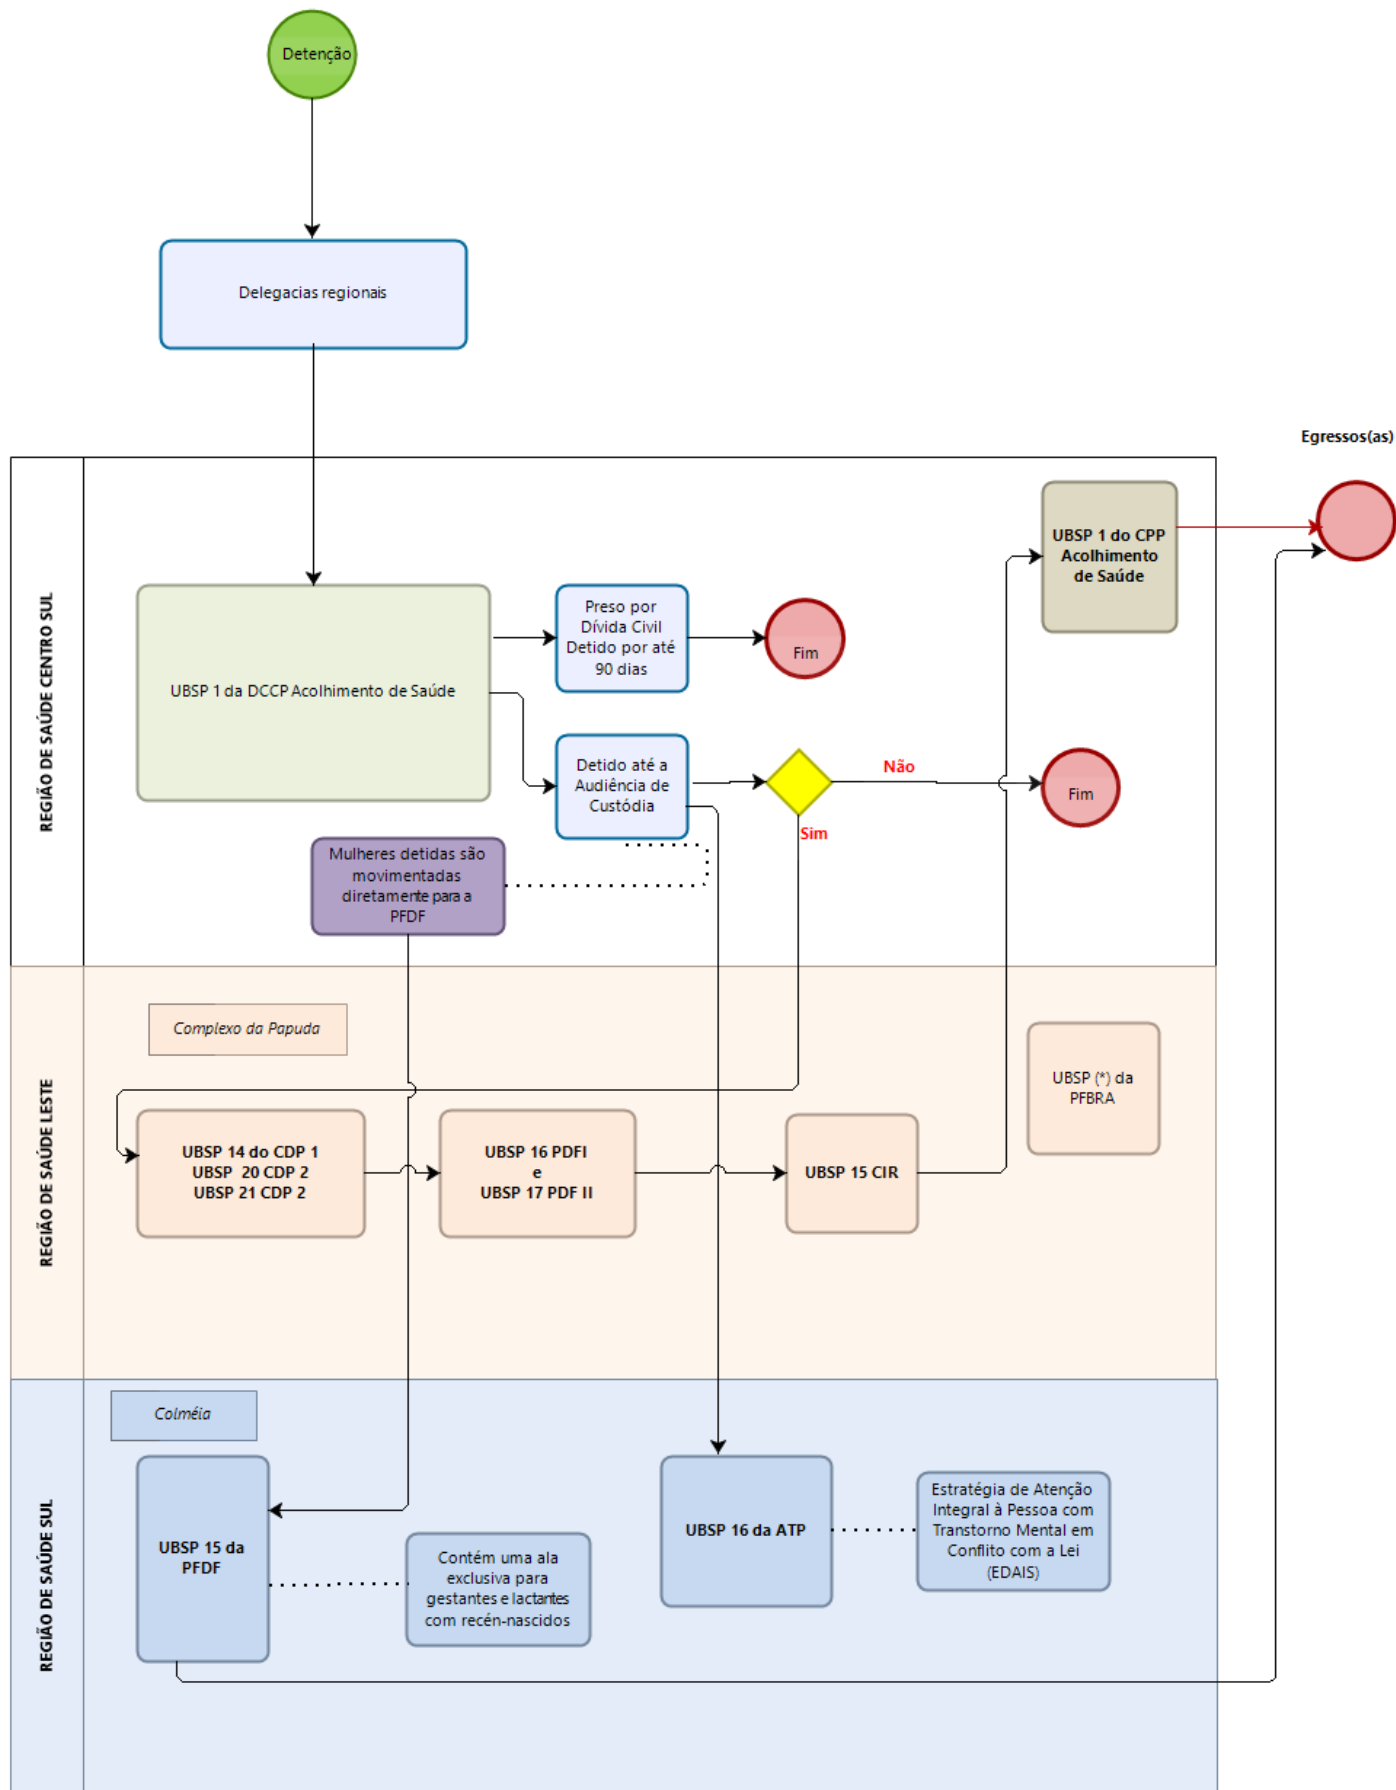 Detenção
Delegacias regionais
Egressos(as)
REGIÃO DE SAÚDE CENTRO SUL
UBSP 1 do CPP
Acolhimento
de Saúde
UBSP 1 da DCCP Acolhimento de Saúde
Preso por
Dívida Civil
Detido por até
90 dias
Fim
Detido até a
Audiência de
Custódia
Não
Sim
Fim
Mulheres detidas são
movimentadas
diretamente para a
PFDF
REGIÃO DE SAÚDE LESTE
Complexo da Papuda
UBSP (*) da
PFBRA
UBSP 14 do CDP 1
UBSP 20 CDP 2
UBSP 21 CDP 2
UBSP 16 PDFI
e
UBSP 17 PDF II
UBSP 15 CIR
REGIÃO DE SAÚDE SUL
Colméia
UBSP 15 da
PFDF
Contém uma ala
exclusiva para
gestantes e lactantes
com recén-nascidos
UBSP 16 da ATP
Estratégia de Atenção
Integral à Pessoa com
Transtorno Mental em
Conflito com a Lei
(EDAIS)